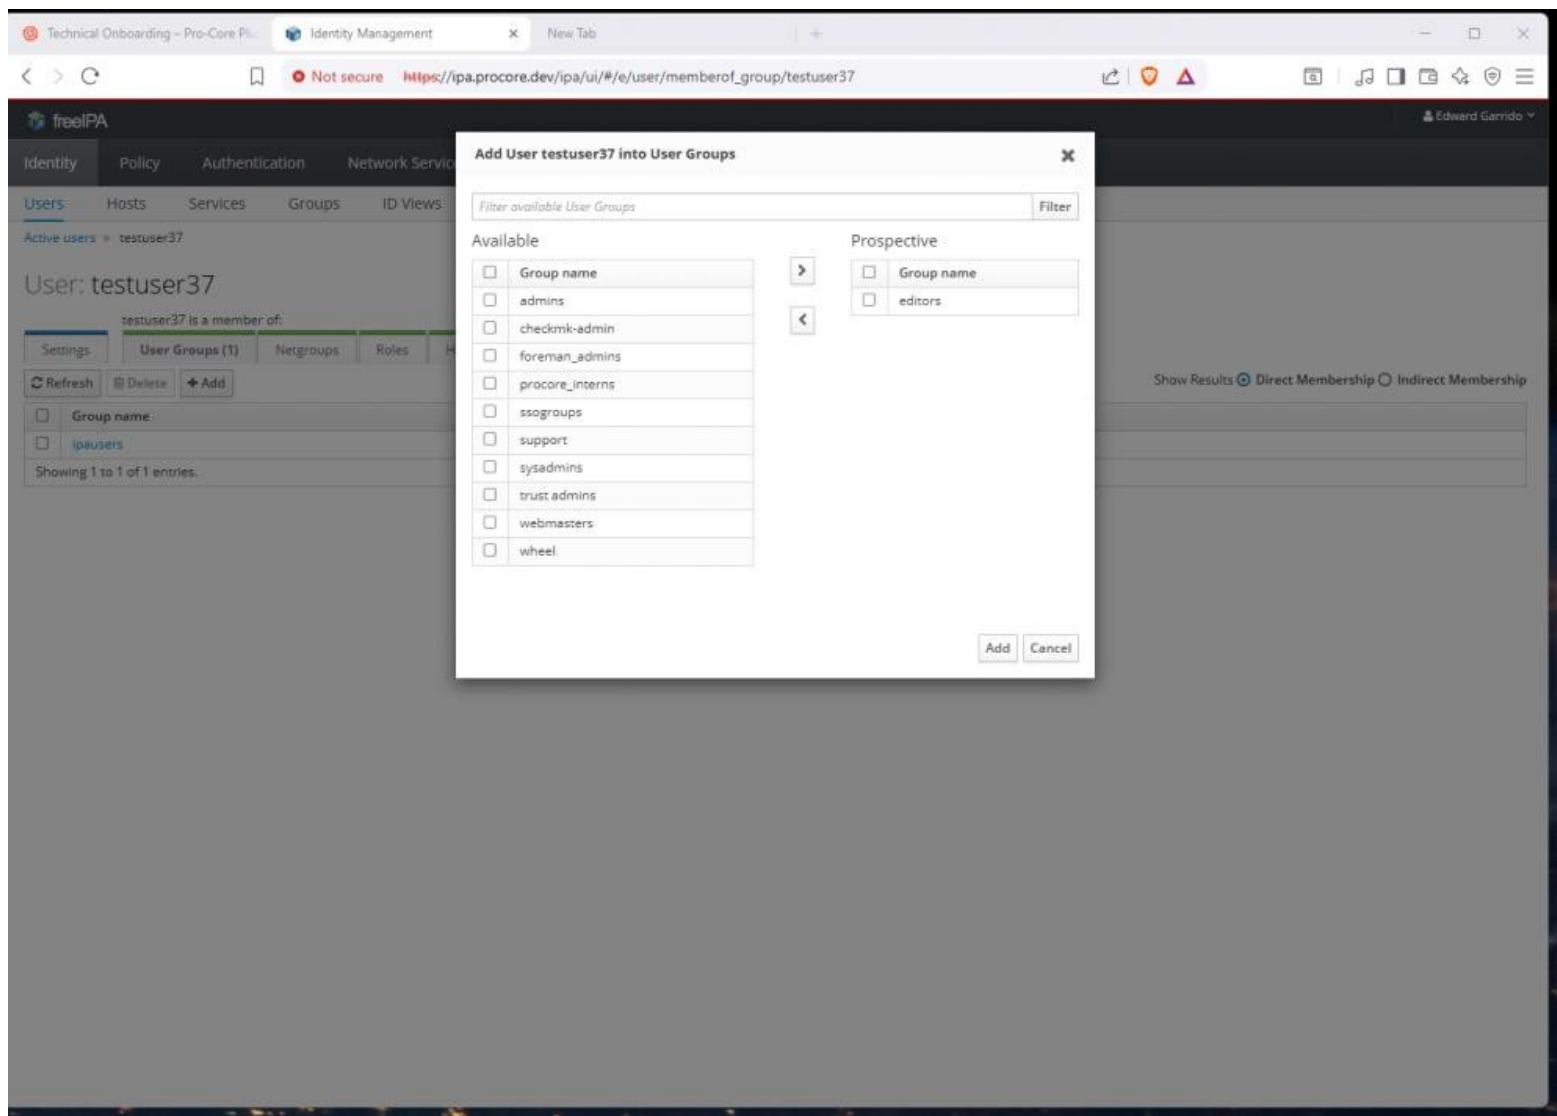 Technical Onboarding – Pro-Core Pl
Identity Management
New Tab
Not secure https://ipa.procore.dev/ipa/ui/#/e/user/memberof_group/testuser37
freeIPA
Edward Garrido
Identity Policy Authentication Network Servic
Users Hosts Services Groups ID Views
Active users » testuser37
User: testuser37
testuser37 is a member of:
Settings User Groups (1) Netgroups Roles H
Refresh Delete Add
Show Results Direct Membership Indirect Membership
Group name
ipausers
Showing 1 to 1 of 1 entries.
Add User testuser37 into User Groups
Filter available User Groups Filter
Available
Group name
admins
checkmk-admin
foreman_admins
procore_interns
ssogroups
support
sysadmins
trust admins
webmasters
wheel
Prospective
Group name
editors
Add Cancel